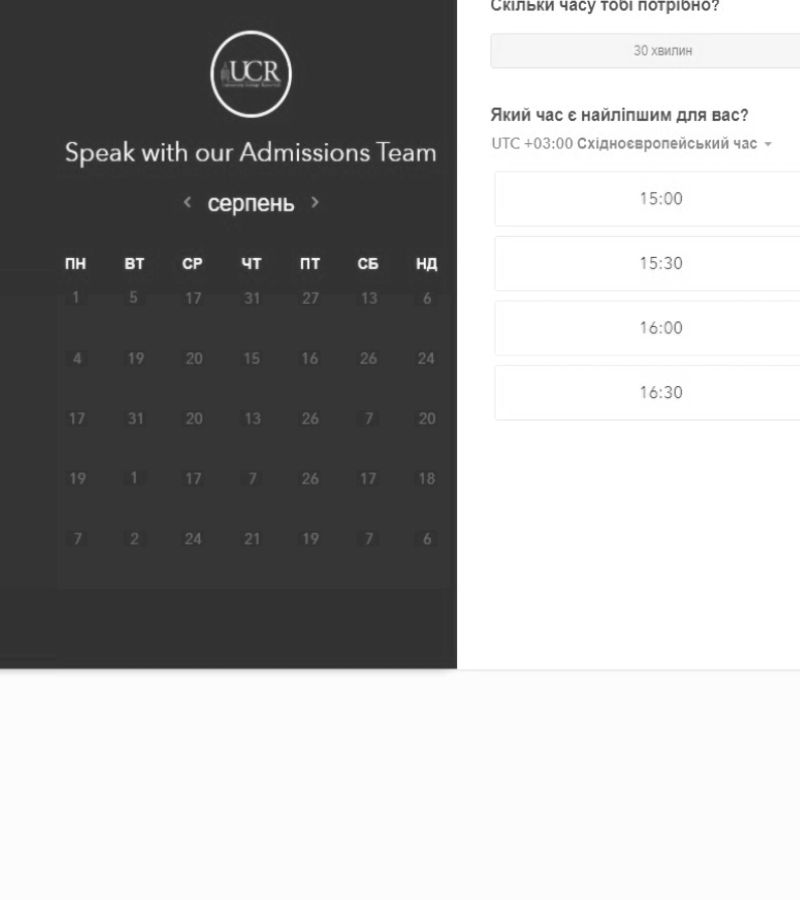 UCR
Speak with our Admissions Team
серпень
ПН ВТ СР ЧТ ПТ СБ НД
1 5 17 31 27 13 6
4 19 20 15 16 26 24
17 31 20 13 26 7 20
19 1 17 7 26 17 18
7 2 24 21 19 7 6
Скільки часу тобі потрібно?
30 хвилин
Який час є найліпшим для вас?
UTC +03:00 Східноєвропейський час
15:00
15:30
16:00
16:30